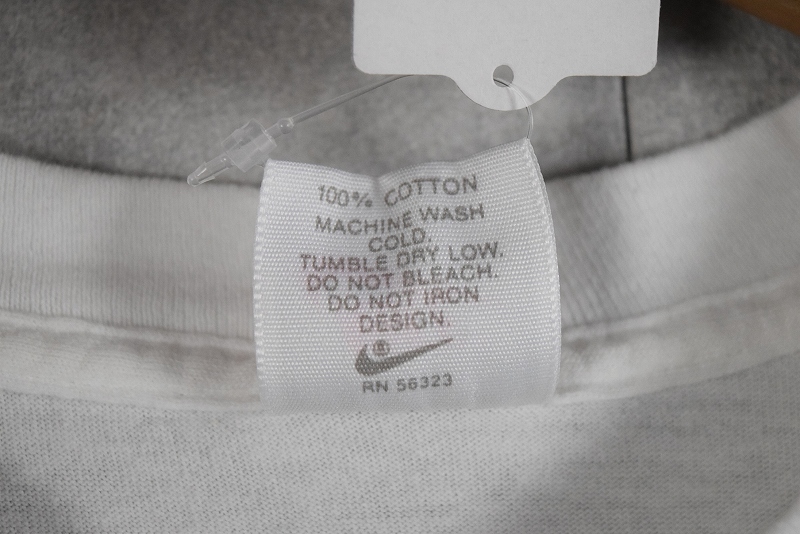 100% COTTON
MACHINE WASH
COLD.
TUMBLE DRY LOW.
DO NOT BLEACH.
DO NOT IRON
DESIGN.
RN 56323